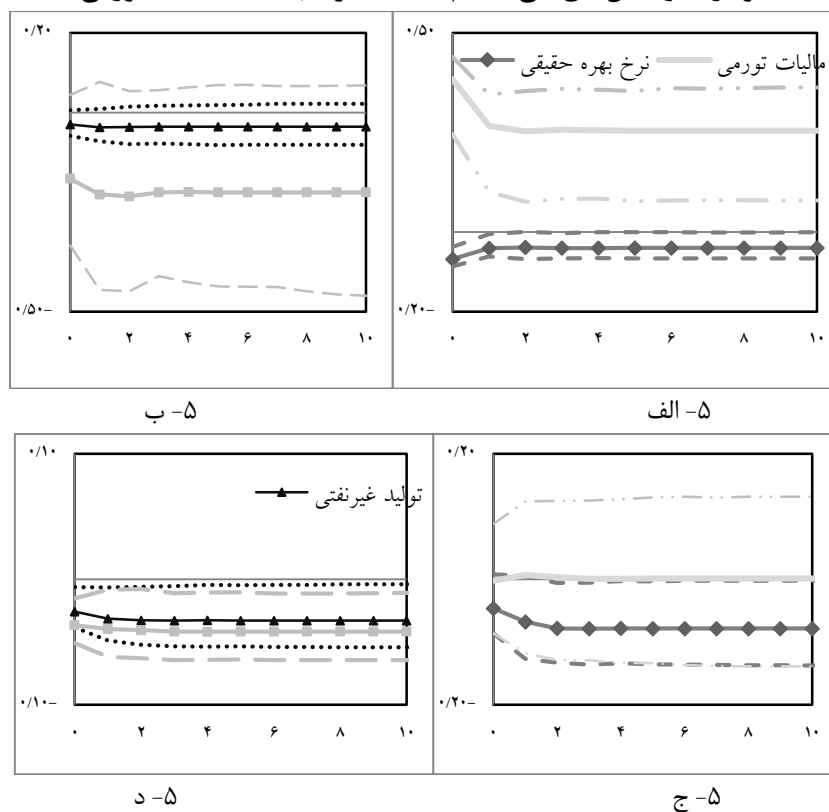 ۰/۵۰
نرخ بهره حقیقی
مالیات تورمی
۰/۲۰−
۰ ۲ ۴ ۶ ۸ ۱۰
۵- الف
۰/۲۰
۰/۵۰−
۰ ۲ ۴ ۶ ۸ ۱۰
۵- ب
۰/۲۰
۰/۲۰−
۰ ۲ ۴ ۶ ۸ ۱۰
۵- ج
۰/۱۰
تولید غیرنفتی
۰/۱۰−
۰ ۲ ۴ ۶ ۸ ۱۰
۵- د